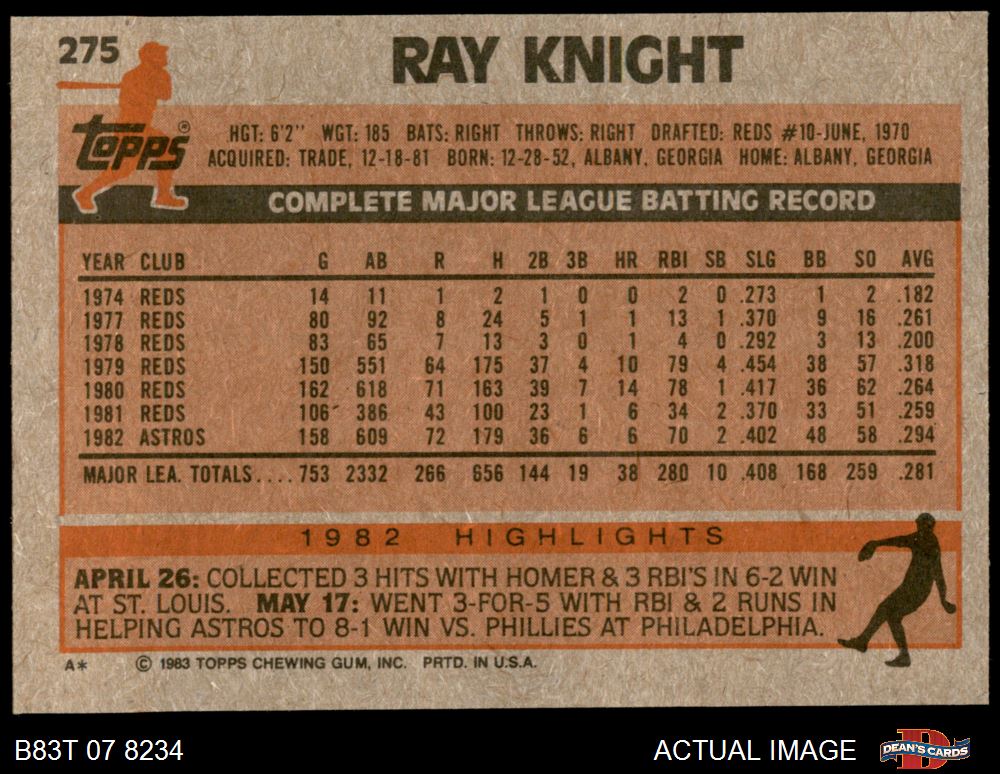 275
RAY KNIGHT
Topps®
HGT: 6'2" WGT: 185 BATS: RIGHT THROWS: RIGHT DRAFTED: REDS #10-JUNE, 1970
ACQUIRED: TRADE, 12-18-81 BORN: 12-28-52, ALBANY, GEORGIA HOME: ALBANY, GEORGIA
COMPLETE MAJOR LEAGUE BATTING RECORD
YEAR CLUB G AB R H 2B 3B HR RBI SB SLG BB SO AVG
1974 REDS 14 11 1 2 1 0 0 2 0 .273 1 2 .182
1977 REDS 80 92 8 24 5 1 1 13 1 .370 9 16 .261
1978 REDS 83 65 7 13 3 0 1 4 0 .292 3 13 .200
1979 REDS 150 551 64 175 37 4 10 79 4 .454 38 57 .318
1980 REDS 162 618 71 163 39 7 14 78 1 .417 36 62 .264
1981 REDS 106 386 43 100 23 1 6 34 2 .370 33 51 .259
1982 ASTROS 158 609 72 179 36 6 6 70 2 .402 48 58 .294
MAJOR LEA. TOTALS.... 753 2332 266 656 144 19 38 280 10 .408 168 259 .281
1982 HIGHLIGHTS
APRIL 26: COLLECTED 3 HITS WITH HOMER & 3 RBI'S IN 6-2 WIN
AT ST. LOUIS. MAY 17: WENT 3-FOR-5 WITH RBI & 2 RUNS IN
HELPING ASTROS TO 8-1 WIN VS. PHILLIES AT PHILADELPHIA.
A* © 1983 TOPPS CHEWING GUM, INC. PRTD. IN U.S.A.
B83T 07 8234
ACTUAL IMAGE
DEAN'S CARDS